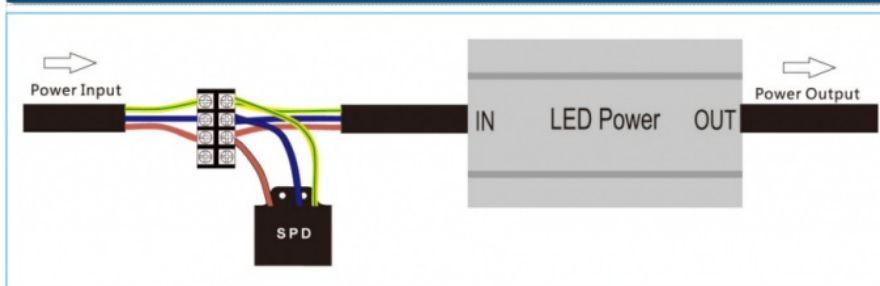 Power Input
IN
LED Power
OUT
Power Output
SPD